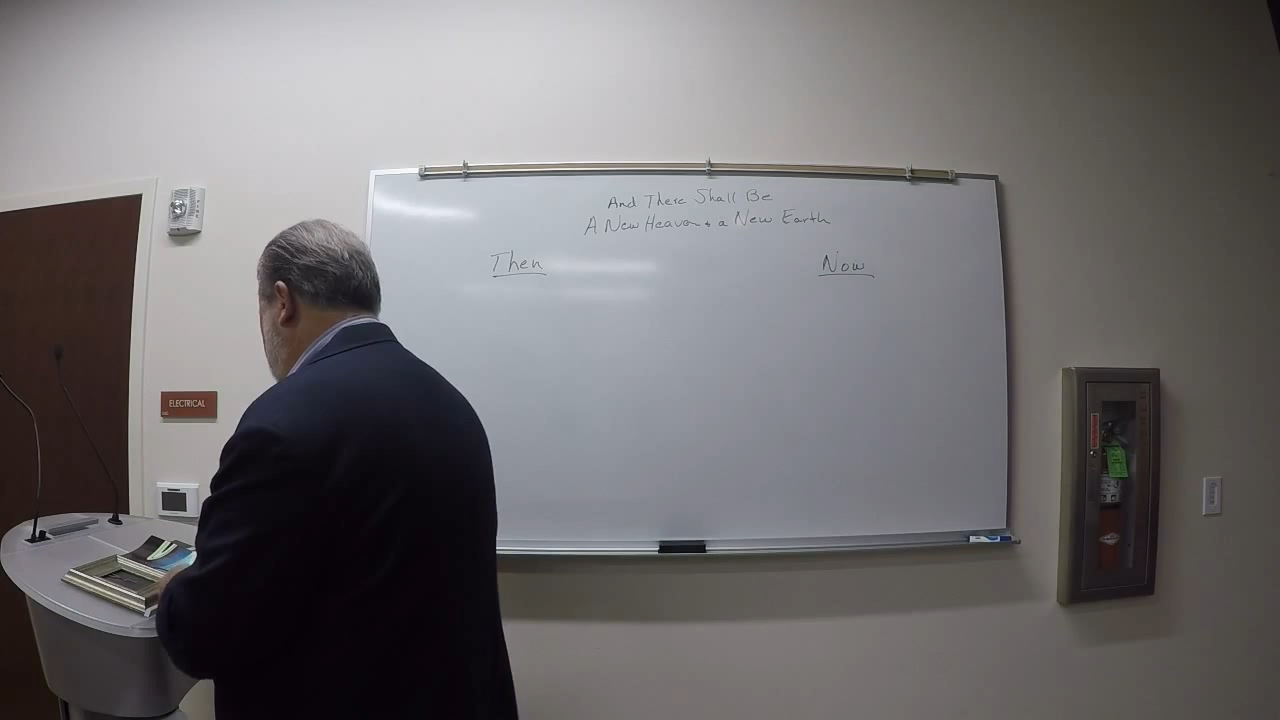 And There Shall Be
A New Heaven & a New Earth
Then
Now
ELECTRICAL